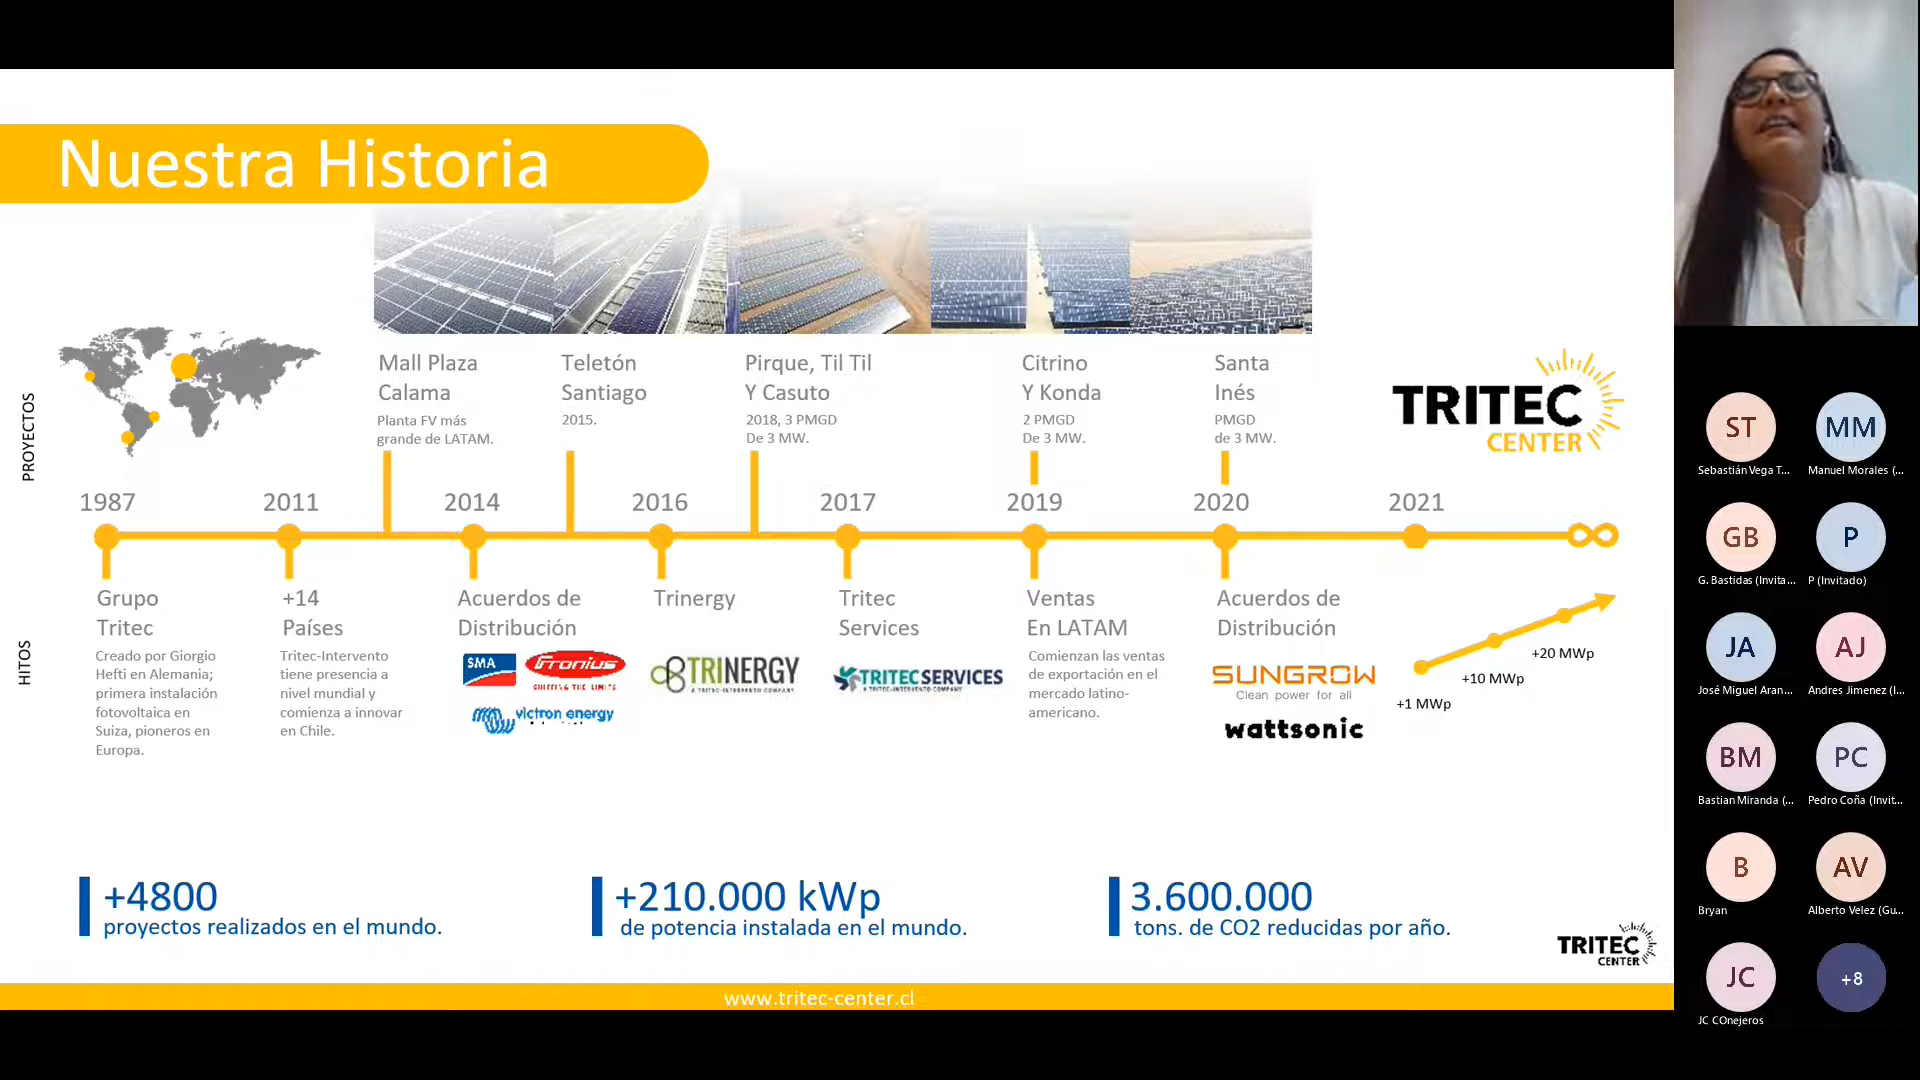 Nuestra Historia
PROYECTOS
Mall Plaza
Calama
Planta FV más
grande de LATAM.
Teletón
Santiago
2015.
Pirque, Til Til
Y Casuto
2018, 3 PMGD
De 3 MW.
Citrino
Y Konda
2 PMGD
De 3 MW.
Santa
Inés
PMGD
de 3 MW.
TRITEC
CENTER
1987
2011
2014
2016
2017
2019
2020
2021
HITOS
Grupo
Tritec
Creado por Giorgio
Hefti en Alemania;
primera instalación
fotovoltaica en
Suiza, pioneros en
Europa.
+14
Países
Tritec-Intervento
tiene presencia a
nivel mundial y
comienza a innovar
en Chile.
Acuerdos de
Distribución
SMA
Fronius
SHIFTING THE LIMITS
victron energy
Trinergy
TRINERGY
A TRITEC-INTERVENTO COMPANY
Tritec
Services
TRITECSERVICES
A TRITEC-INTERVENTO COMPANY
Ventas
En LATAM
Comienzan las ventas
de exportación en el
mercado latino-
americano.
Acuerdos de
Distribución
SUNGROW
Clean power for all
wattsonic
+1 MWp
+10 MWp
+20 MWp
+4800
proyectos realizados en el mundo.
+210.000 kWp
de potencia instalada en el mundo.
3.600.000
tons. de CO2 reducidas por año.
TRITEC
CENTER
www.tritec-center.cl
ST
Sebastián Vega T...
MM
Manuel Morales (...
GB
G. Bastidas (Invita...
P
P (Invitado)
JA
José Miguel Aran...
AJ
Andres Jimenez (I...
BM
Bastian Miranda (...
PC
Pedro Coña (Invit...
B
Bryan
AV
Alberto Velez (Gu...
JC
JC COnejeros
+8